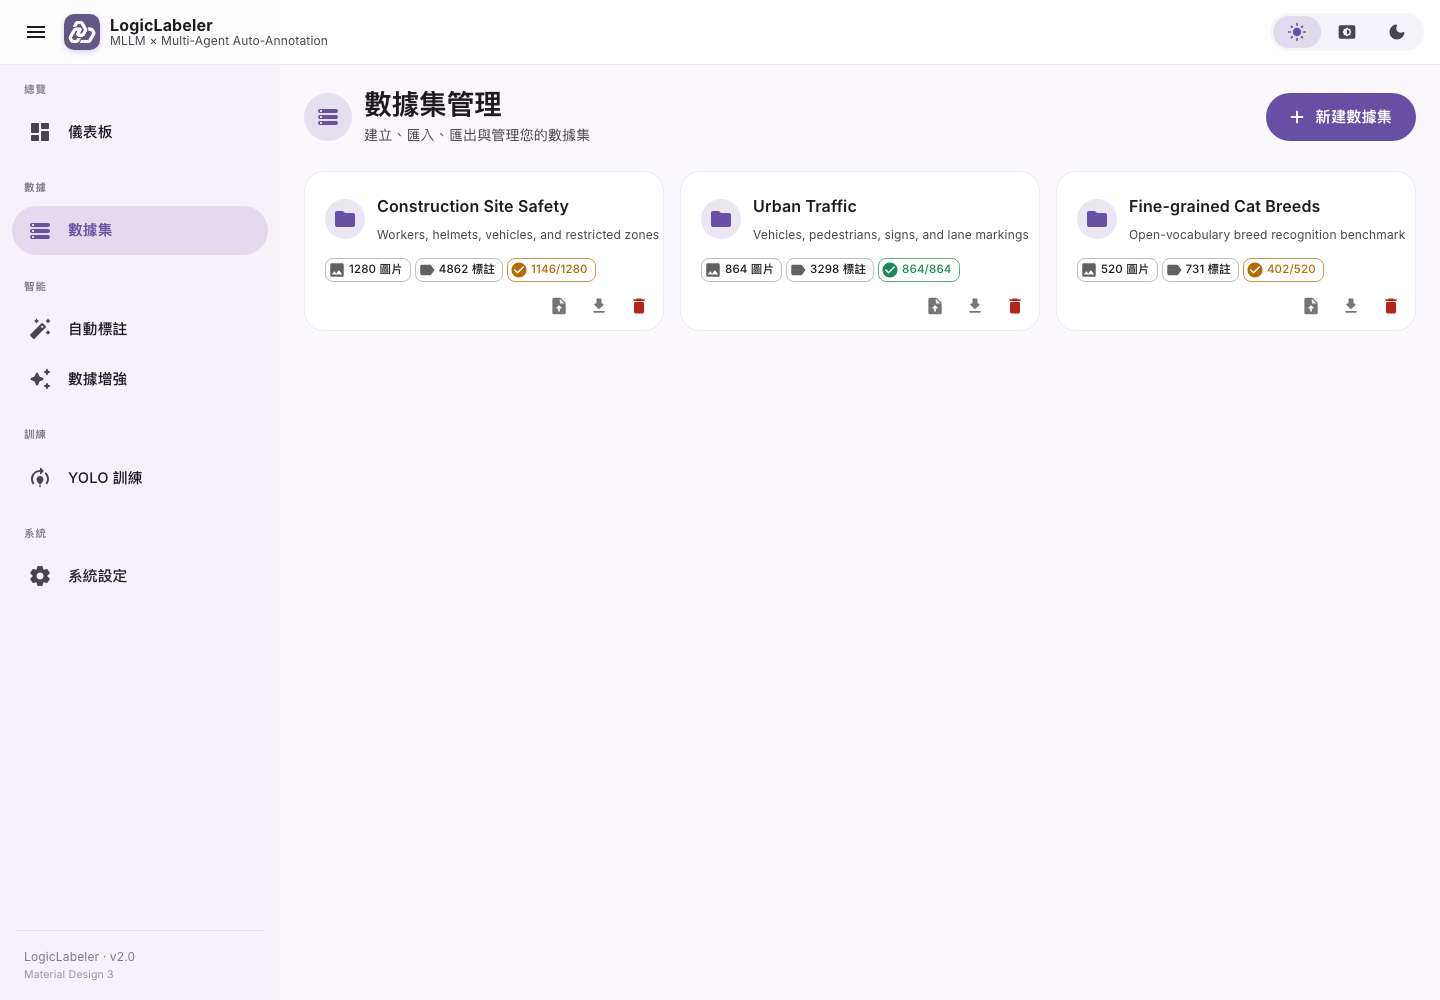 LogicLabeler
MLLM × Multi-Agent Auto-Annotation
總覽
儀表板
數據
數據集
智能
自動標註
數據增強
訓練
YOLO 訓練
系統
系統設定
LogicLabeler · v2.0
Material Design 3
數據集管理
建立、匯入、匯出與管理您的數據集
新建數據集
Construction Site Safety
Workers, helmets, vehicles, and restricted zones
1280 圖片 4862 標註 1146/1280
Urban Traffic
Vehicles, pedestrians, signs, and lane markings
864 圖片 3298 標註 864/864
Fine-grained Cat Breeds
Open-vocabulary breed recognition benchmark
520 圖片 731 標註 402/520